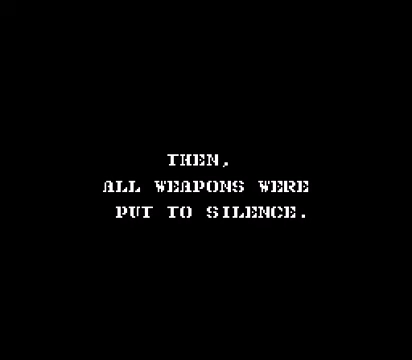 THEN,
ALL WEAPONS WERE
PUT TO SILENCE.